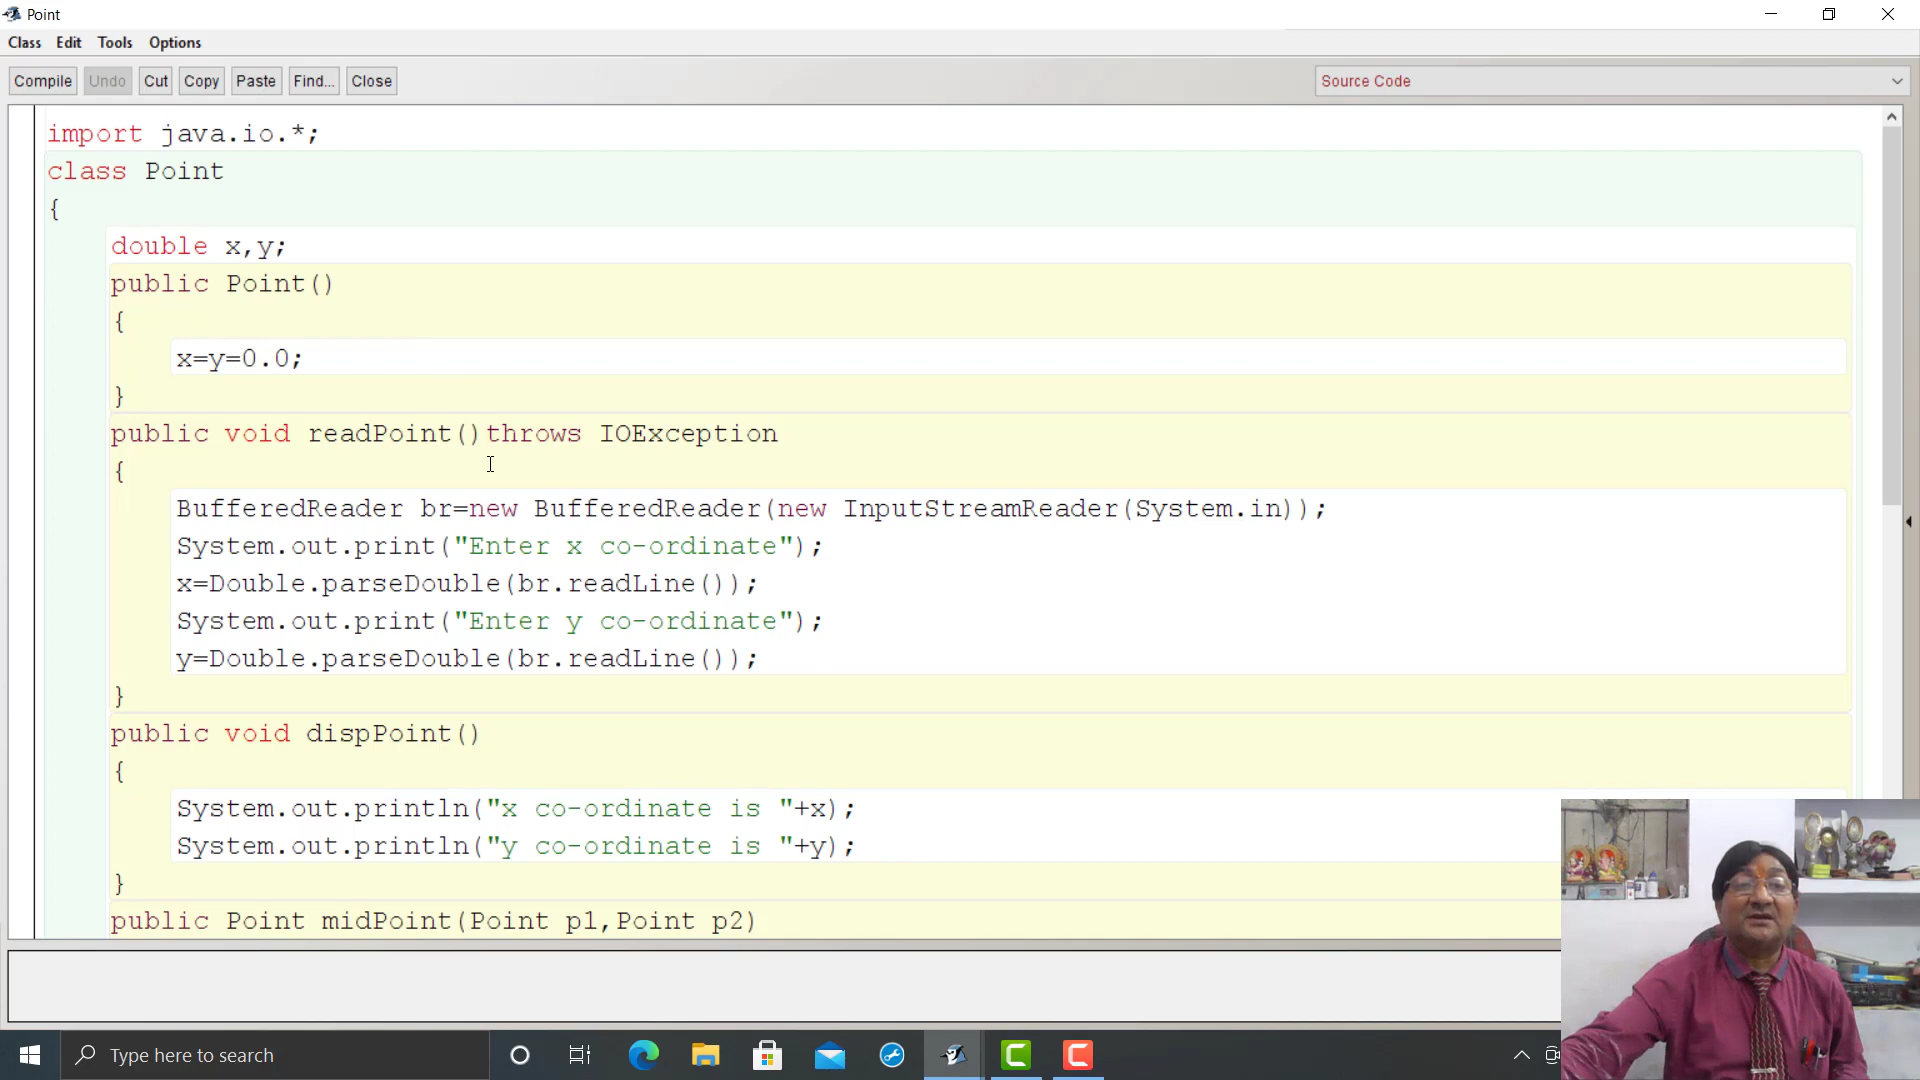 Point
Class Edit Tools Options
Compile Undo Cut Copy Paste Find... Close Source Code
import java.io.*;
class Point
{
double x,y;
public Point()
{
x=y=0.0;
}
public void readPoint()throws IOException
{
BufferedReader br=new BufferedReader(new InputStreamReader(System.in));
System.out.print("Enter x co-ordinate");
x=Double.parseDouble(br.readLine());
System.out.print("Enter y co-ordinate");
y=Double.parseDouble(br.readLine());
}
public void dispPoint()
{
System.out.println("x co-ordinate is "+x);
System.out.println("y co-ordinate is "+y);
}
public Point midPoint(Point p1,Point p2)
Type here to search